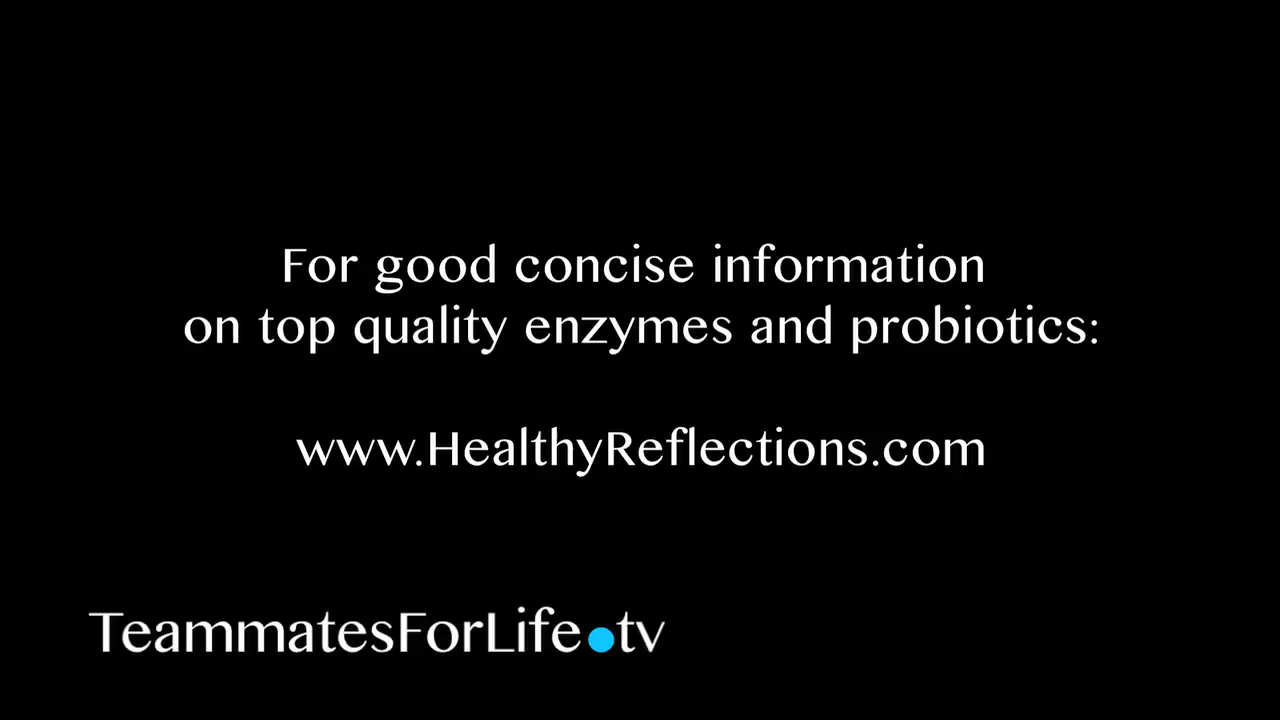 For good concise information
on top quality enzymes and probiotics:
www.HealthyReflections.com
TeammatesForLife.tv